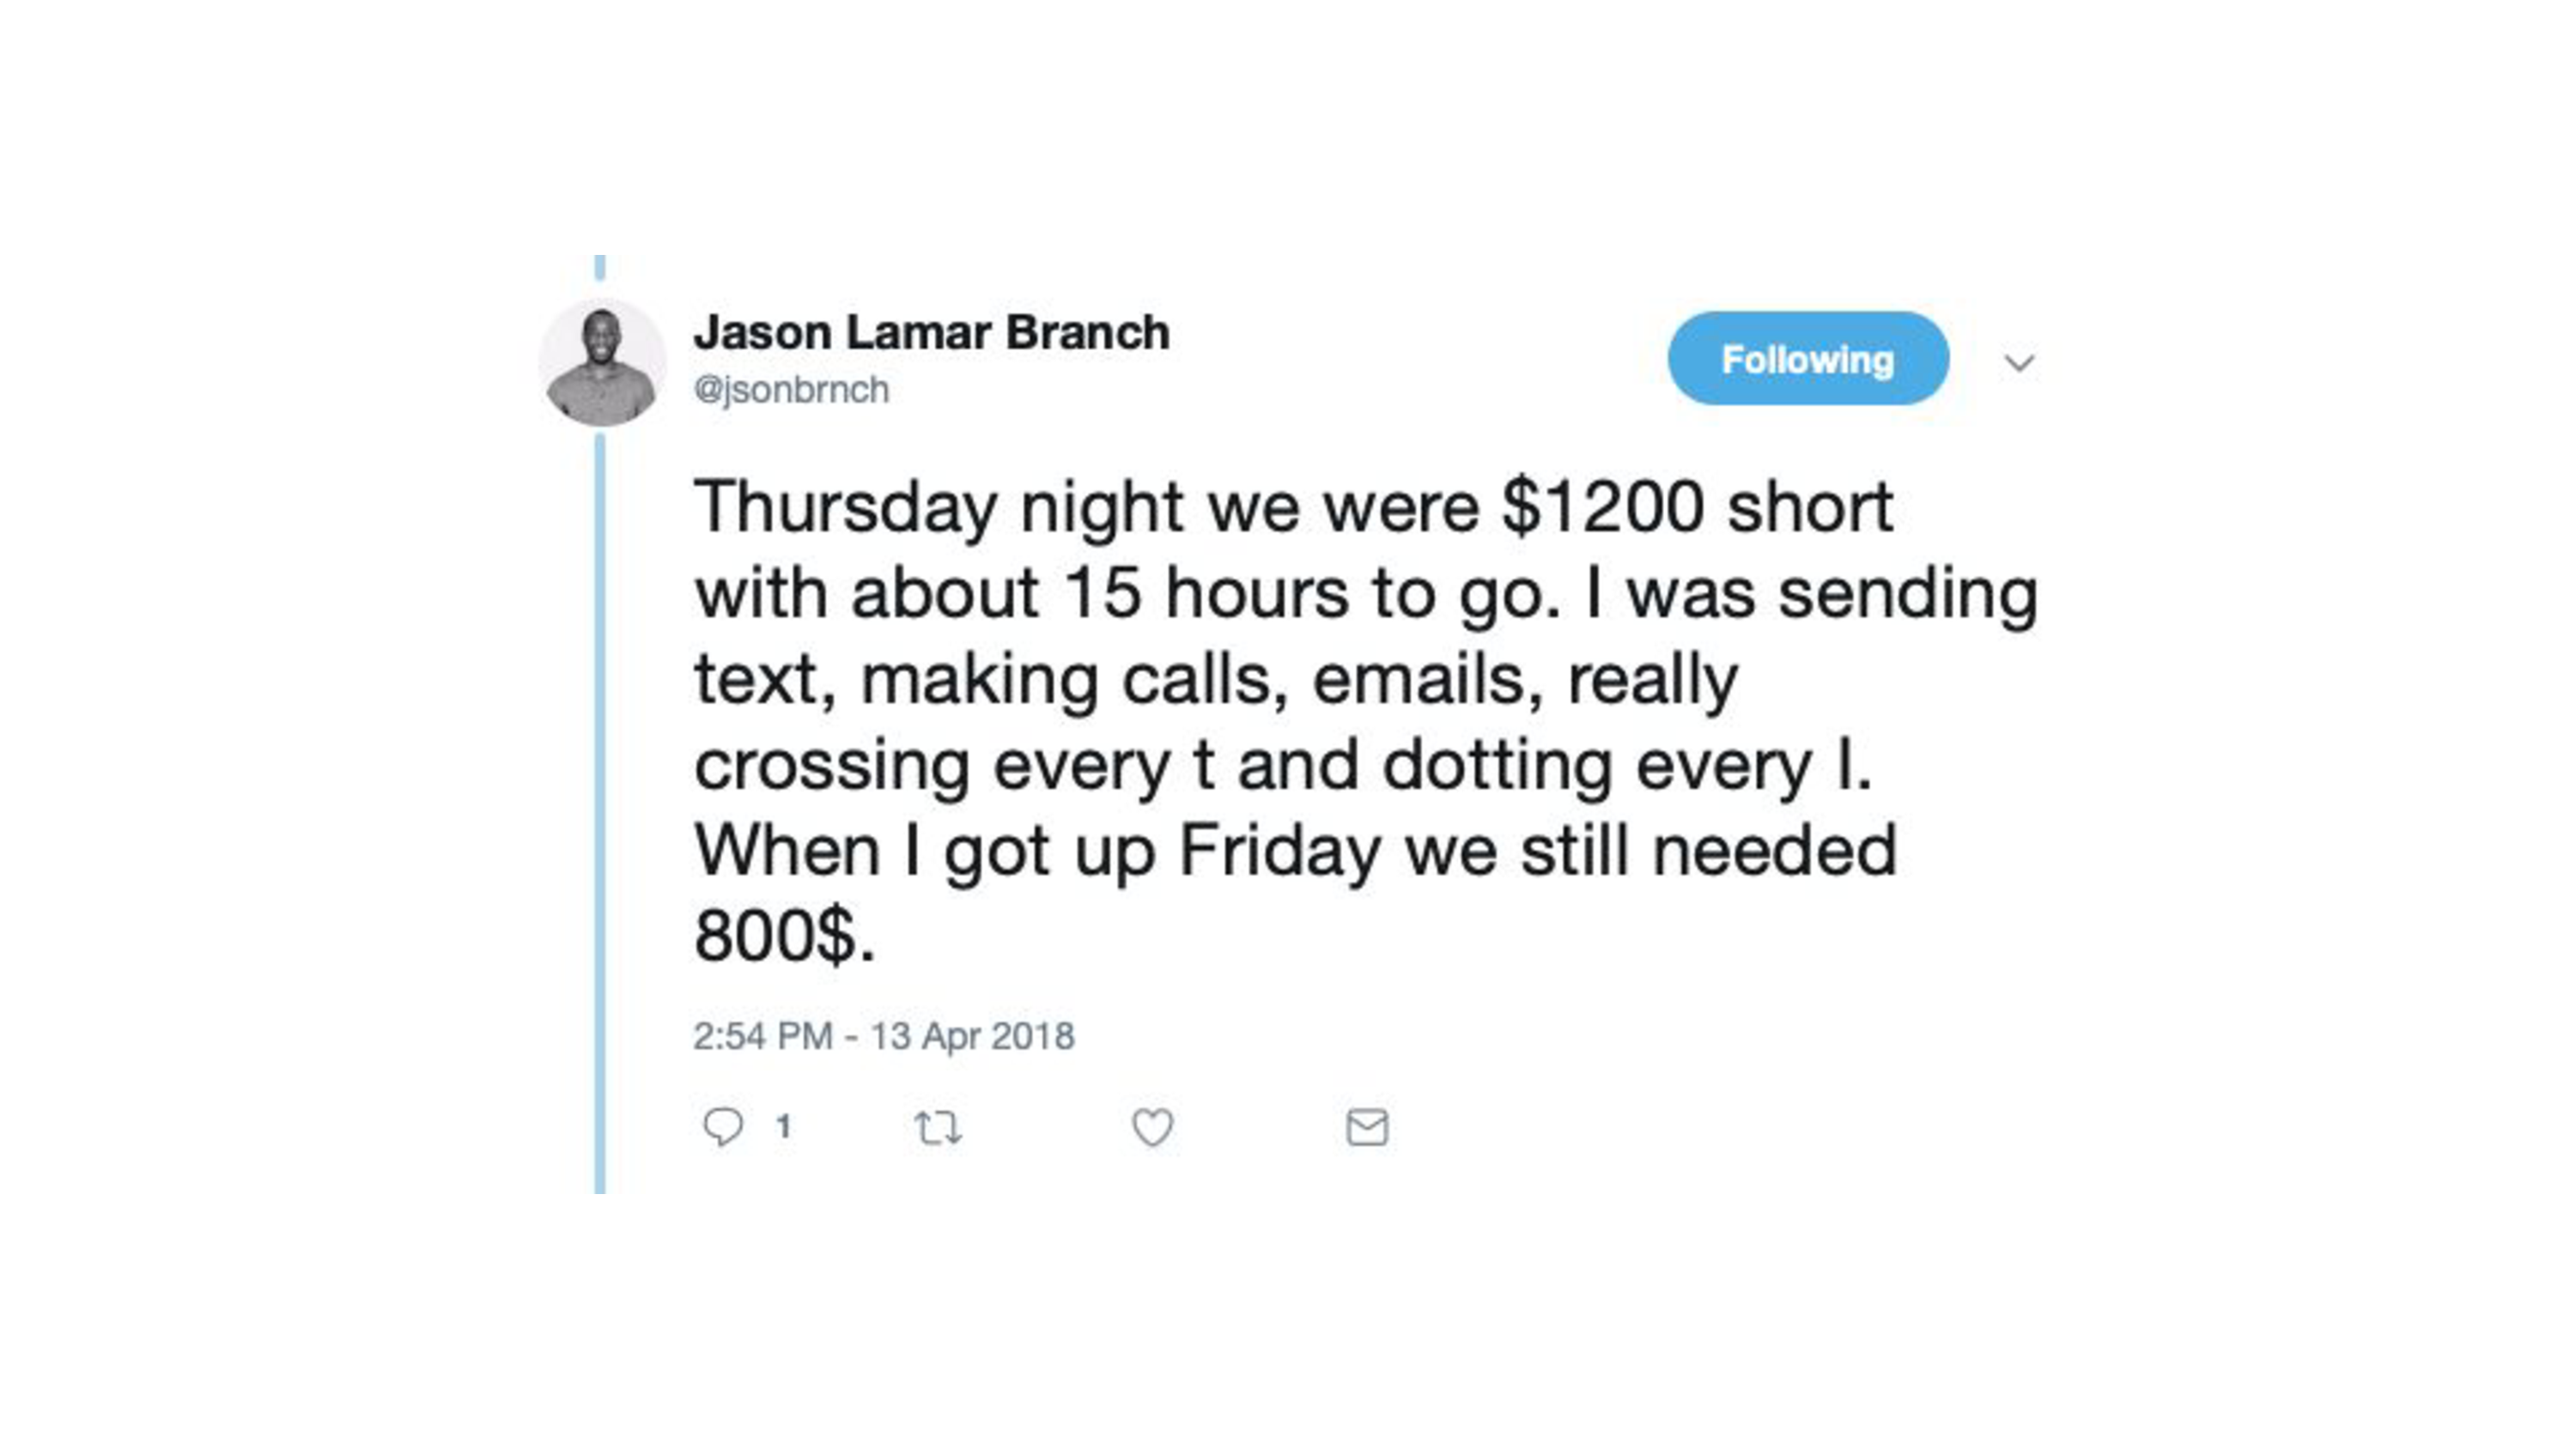 Jason Lamar Branch
@jsonbrnch
Following
Thursday night we were $1200 short
with about 15 hours to go. I was sending
text, making calls, emails, really
crossing every t and dotting every I.
When I got up Friday we still needed
800$.
2:54 PM - 13 Apr 2018
1